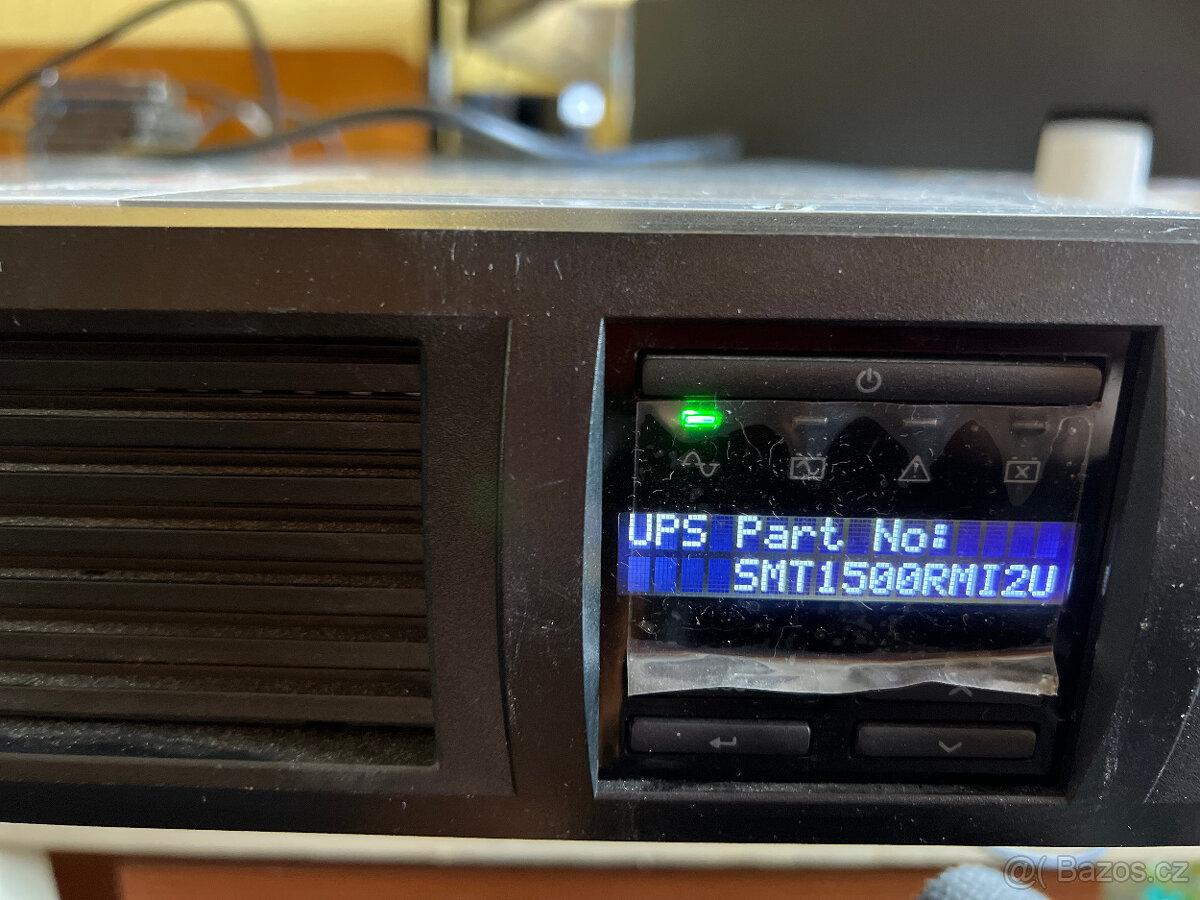 UPS Part No:
SMT1500RMI2U
@( Bazos.cz